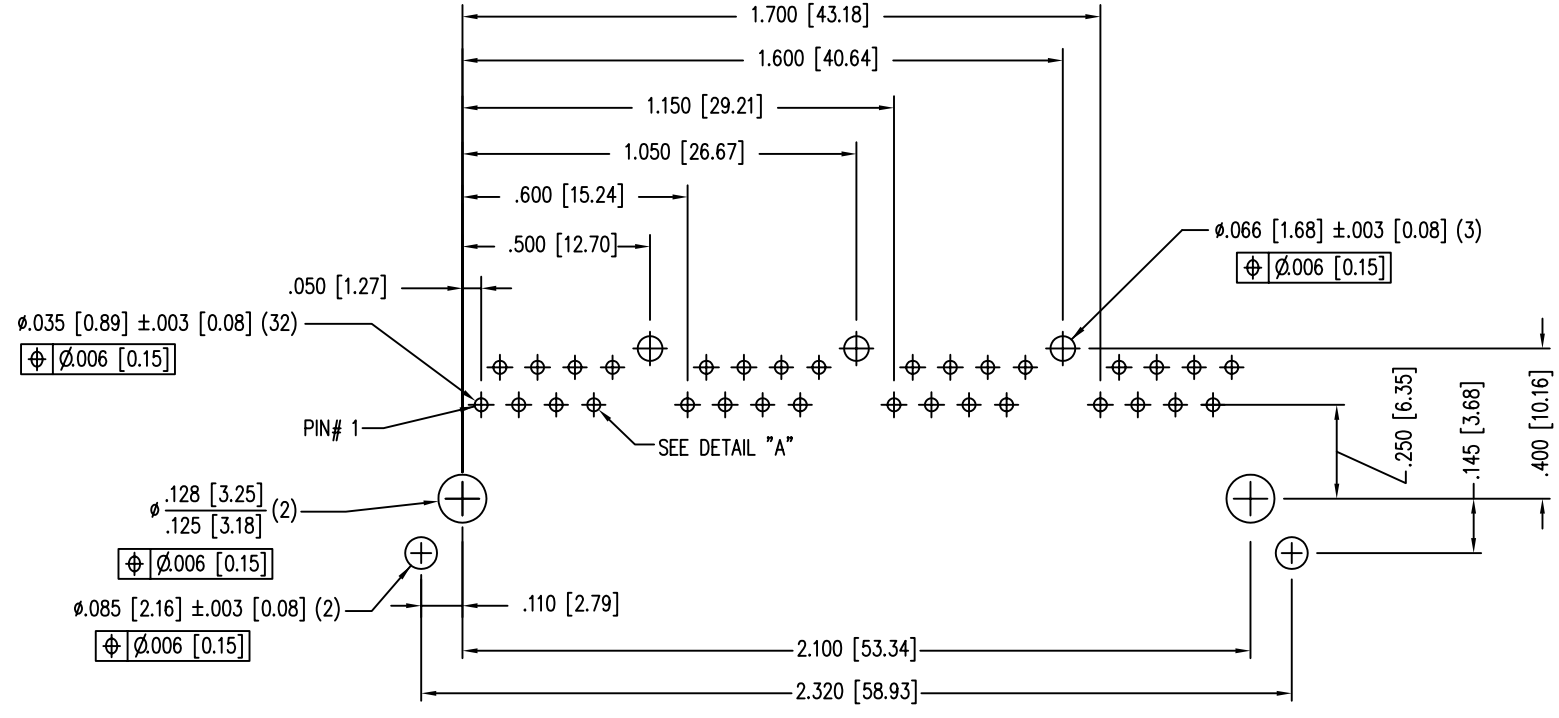 1.700 [43.18]
1.600 [40.64]
1.150 [29.21]
1.050 [26.67]
.600 [15.24]
.500 [12.70]
.050 [1.27]
ø.066 [1.68] ±.003 [0.08] (3)
⌖ Ø.006 [0.15]
ø.035 [0.89] ±.003 [0.08] (32)
⌖ Ø.006 [0.15]
PIN# 1
SEE DETAIL "A"
.250 [6.35]
.145 [3.68]
.400 [10.16]
ø .128 [3.25]
.125 [3.18] (2)
⌖ Ø.006 [0.15]
ø.085 [2.16] ±.003 [0.08] (2)
⌖ Ø.006 [0.15]
.110 [2.79]
2.100 [53.34]
2.320 [58.93]